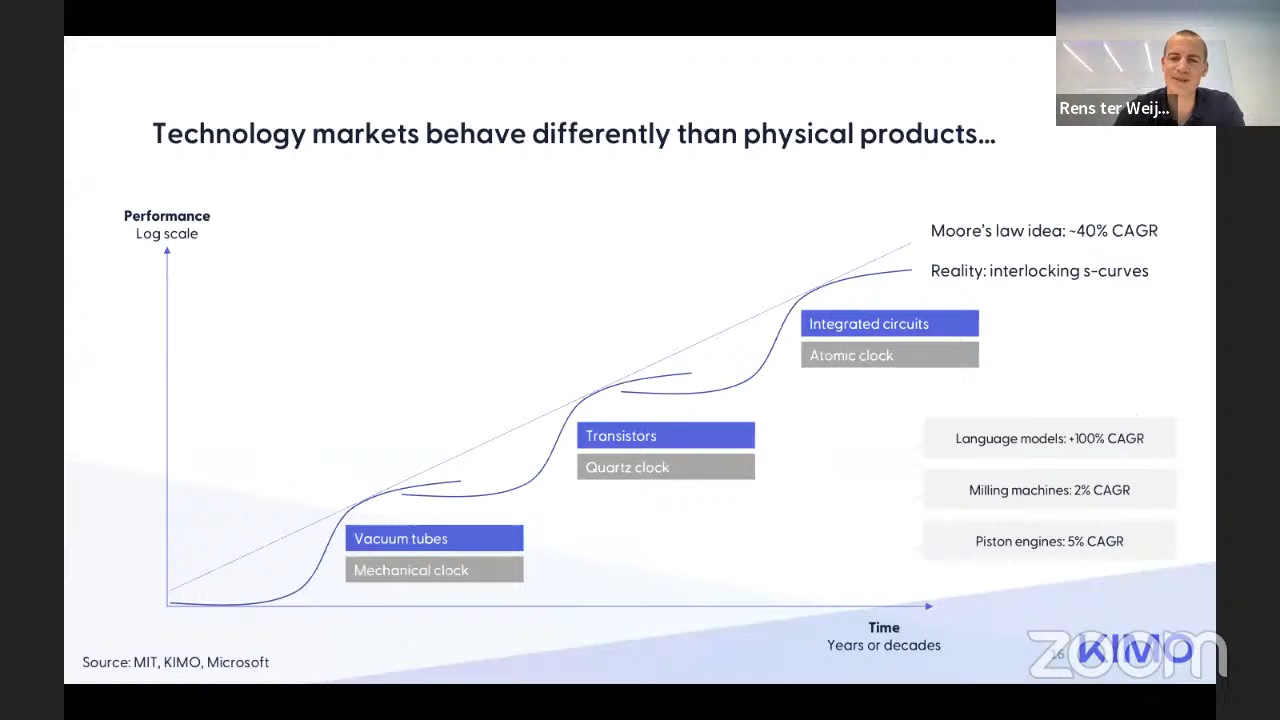 Rens ter Weij...
Technology markets behave differently than physical products...
Performance
Log scale
Moore's law idea: ~40% CAGR
Reality: interlocking s-curves
Integrated circuits
Atomic clock
Transistors
Quartz clock
Language models: +100% CAGR
Milling machines: 2% CAGR
Piston engines: 5% CAGR
Vacuum tubes
Mechanical clock
Time
Years or decades
Source: MIT, KIMO, Microsoft
16
KIMO
zoom